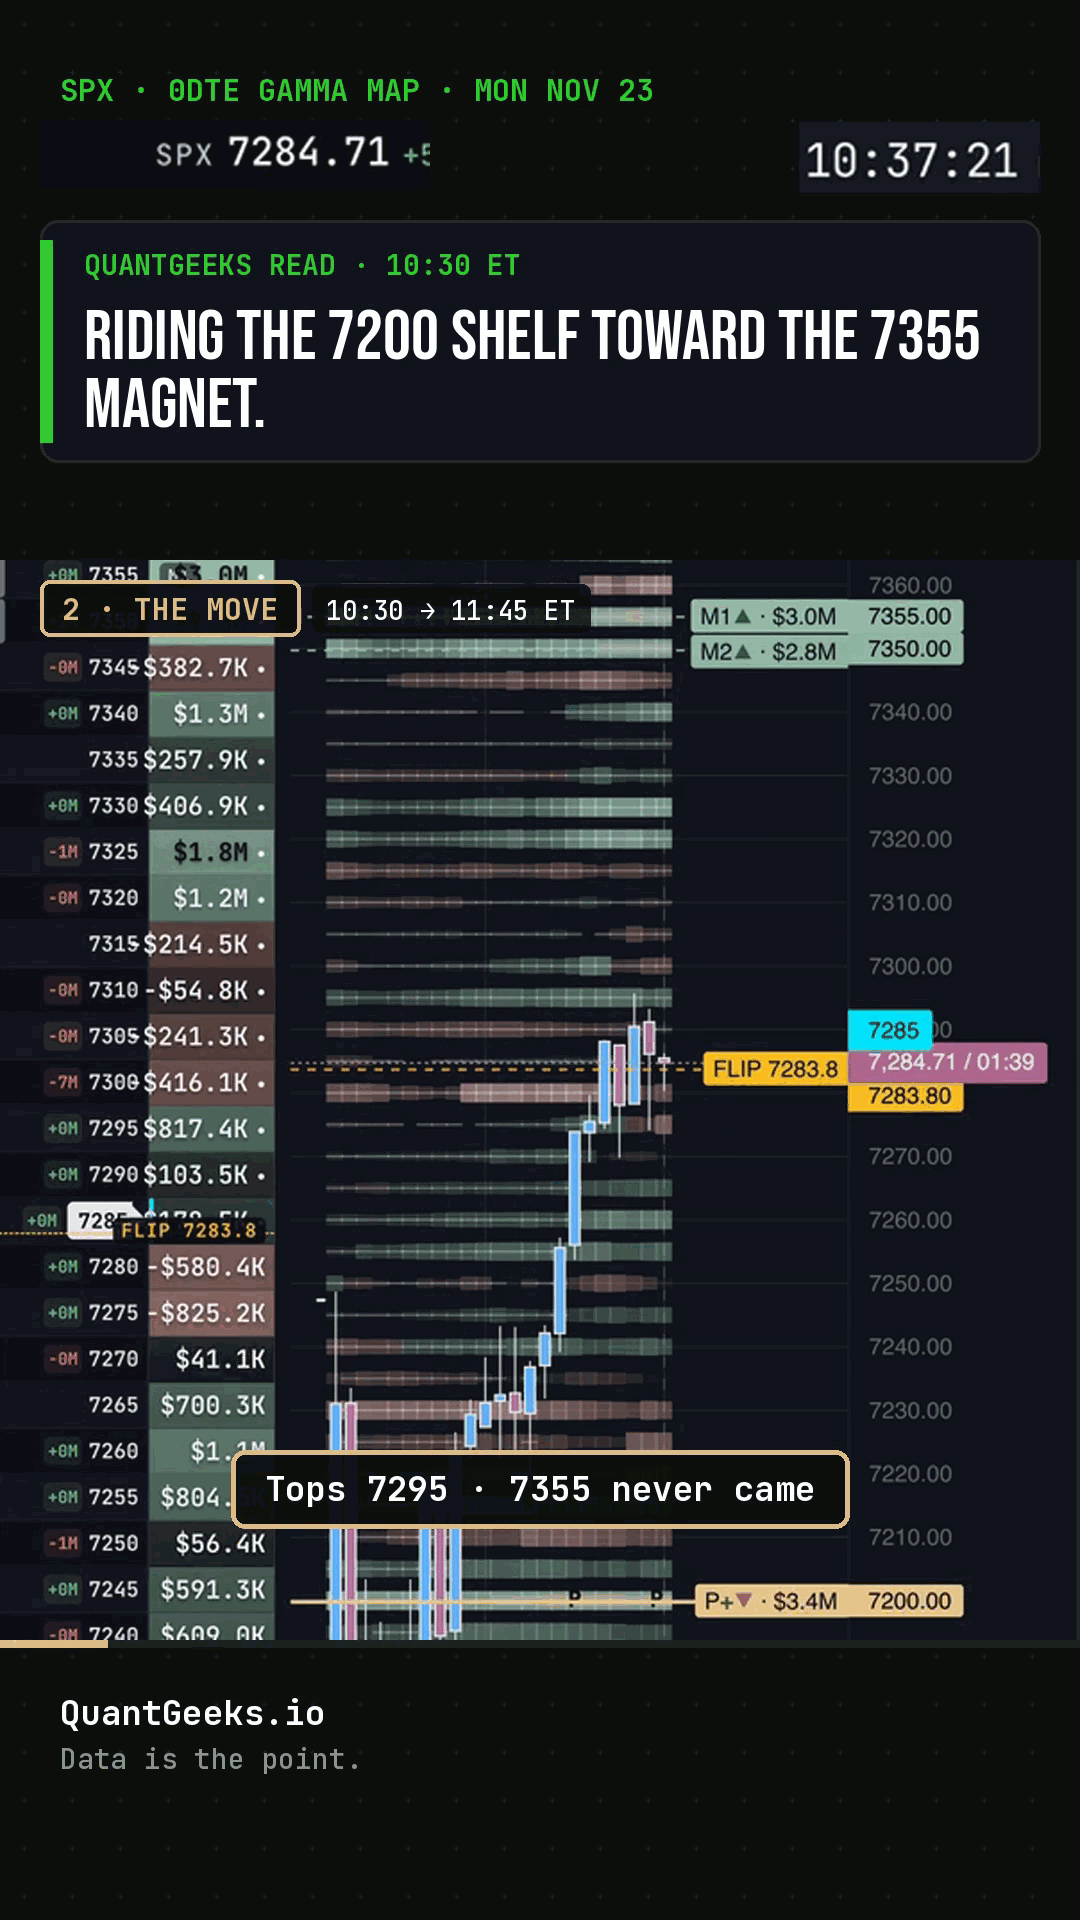 SPX · 0DTE GAMMA MAP · MON NOV 23
SPX 7284.71
10:37:21
QUANTGEEKS READ · 10:30 ET
RIDING THE 7200 SHELF TOWARD THE 7355
MAGNET.
+0M 7355 $3.0M
2 · THE MOVE
10:30 → 11:45 ET
-0M 7345 -$382.7K
+0M 7340 $1.3M
7335 $257.9K
+0M 7330 $406.9K
-1M 7325 $1.8M
-0M 7320 $1.2M
7315 -$214.5K
-0M 7310 -$54.8K
-0M 7305 -$241.3K
-7M 7300 -$416.1K
+0M 7295 $817.4K
+0M 7290 $103.5K
+0M
FLIP 7283.8
+0M 7280 -$580.4K
+0M 7275 -$825.2K
-0M 7270 $41.1K
7265 $700.3K
+0M 7260
+0M 7255
-1M 7250 $56.4K
+0M 7245 $591.3K
-0M 7240 $609.0K
7360.00
M1▲ · $3.0M 7355.00
M2▲ · $2.8M 7350.00
7340.00
7330.00
7320.00
7310.00
7300.00
7285
7,284.71 / 01:39
FLIP 7283.8
7283.80
7270.00
7260.00
7250.00
7240.00
7230.00
7220.00
7210.00
P+▼ · $3.4M 7200.00
Tops 7295 · 7355 never came
QuantGeeks.io
Data is the point.